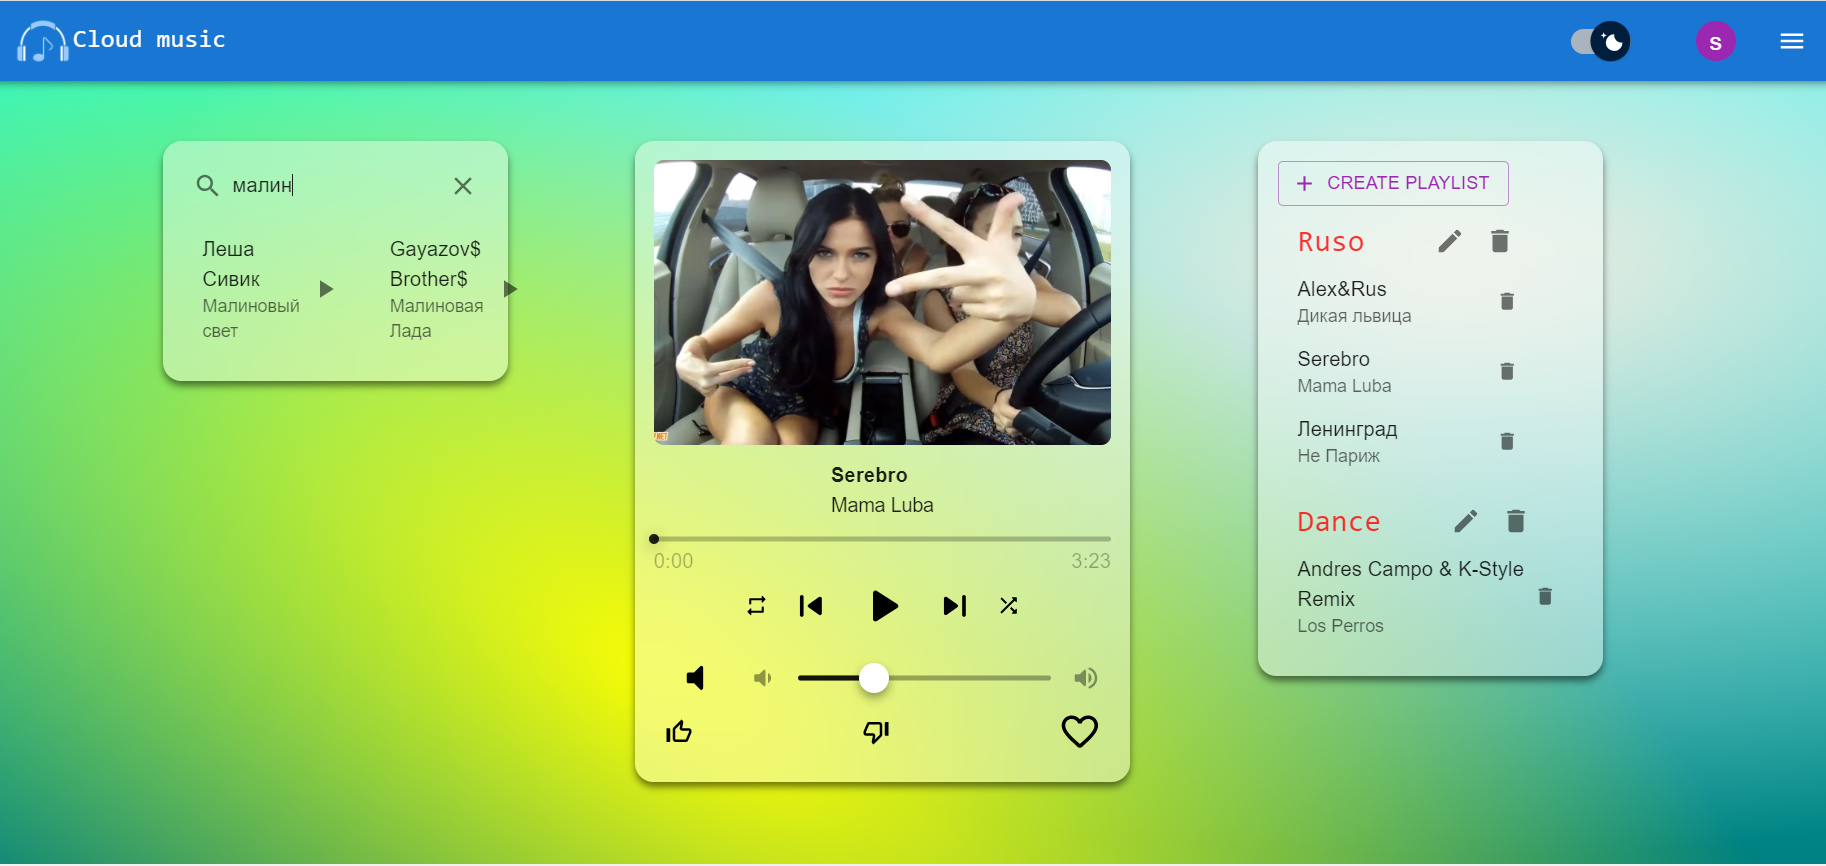 Cloud music
S
малин
Леша
Сивик
Малиновый
свет
Gayazov$
Brother$
Малиновая
Лада
Serebro
Mama Luba
0:00
3:23
CREATE PLAYLIST
Ruso
Alex&Rus
Дикая львица
Serebro
Mama Luba
Ленинград
Не Париж
Dance
Andres Campo & K-Style
Remix
Los Perros